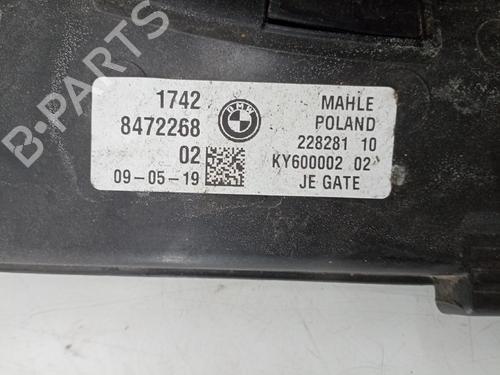 1742
8472268
02
09-05-19
BMW
MAHLE
POLAND
228281 10
KY600002 02
JE GATE
B-PARTS